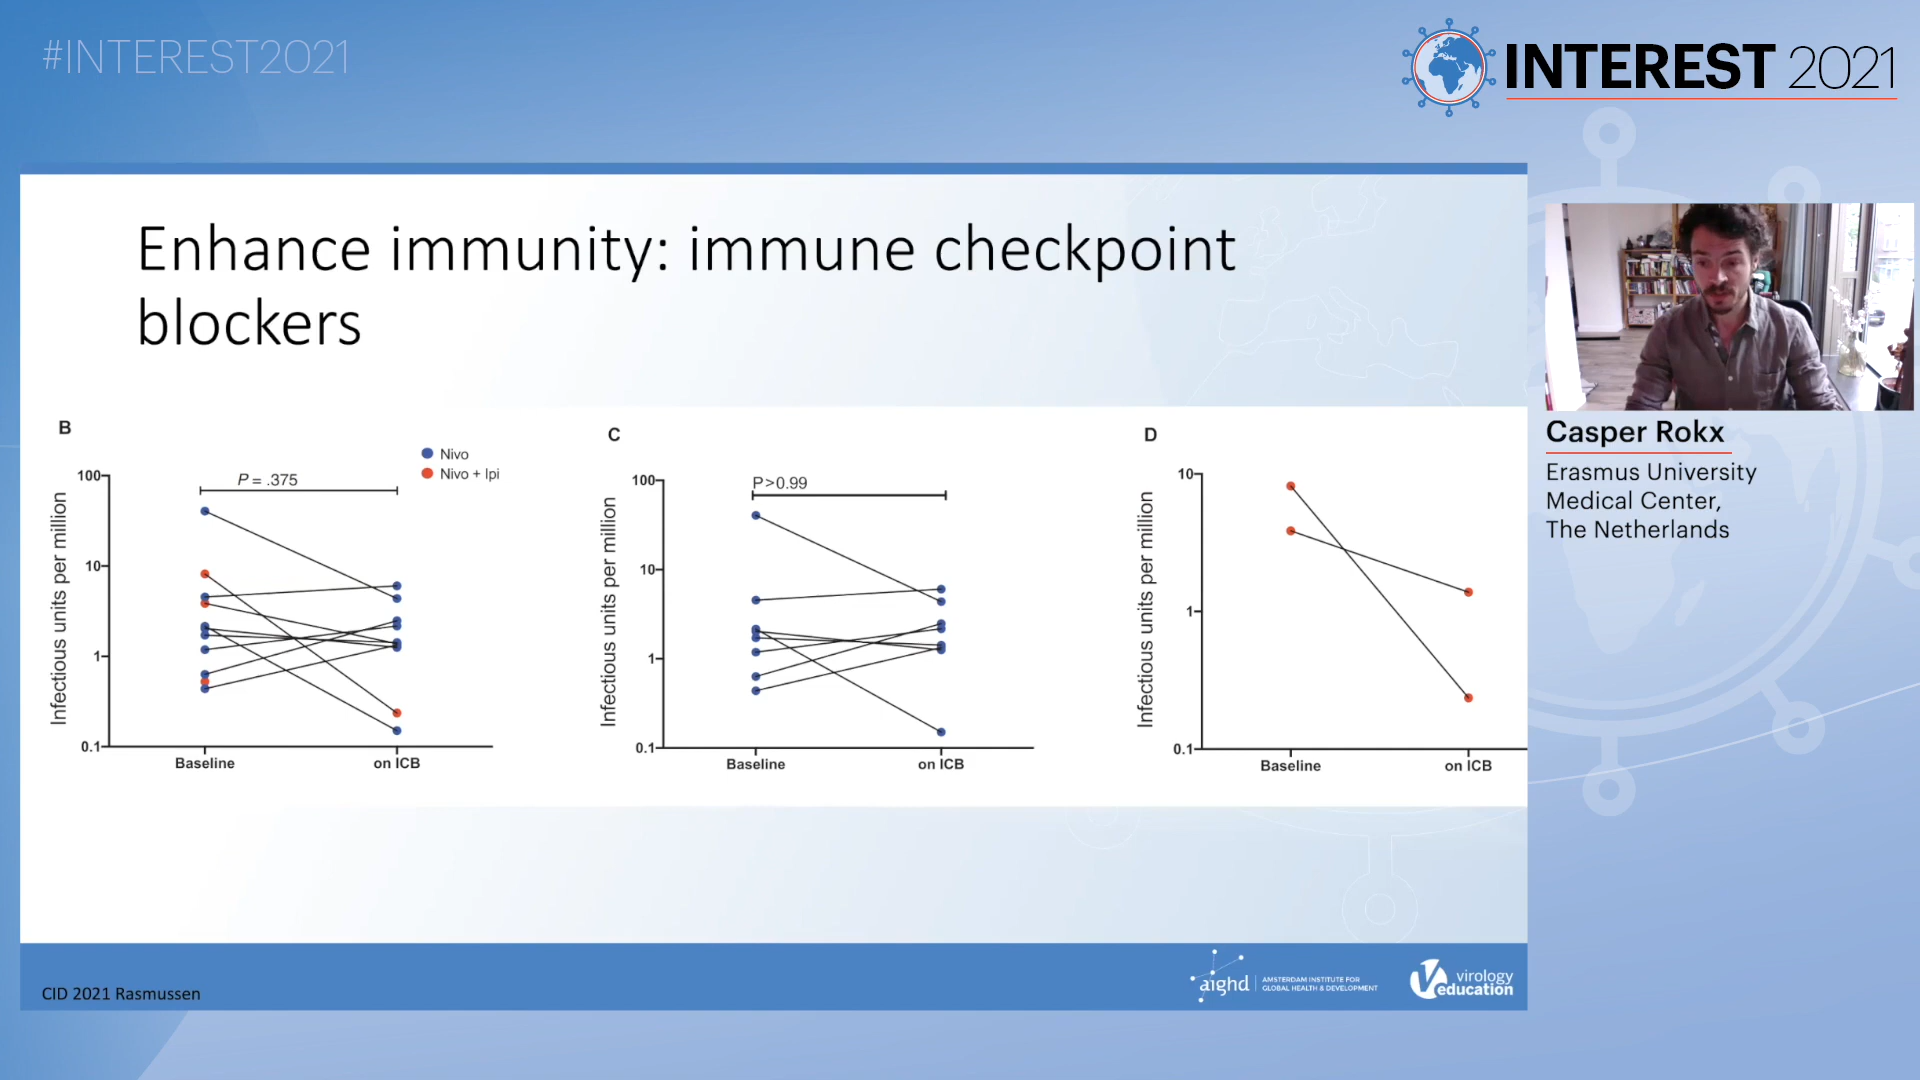 #INTEREST2021
INTEREST 2021
Enhance immunity: immune checkpoint
blockers
B
Nivo
Nivo + Ipi
P = .375
Infectious units per million
100
10
1
0.1
Baseline
on ICB
C
P>0.99
Infectious units per million
100
10
1
0.1
Baseline
on ICB
D
Infectious units per million
10
1
0.1
Baseline
on ICB
Casper Rokx
Erasmus University
Medical Center,
The Netherlands
CID 2021 Rasmussen
aighd
AMSTERDAM INSTITUTE FOR
GLOBAL HEALTH & DEVELOPMENT
virology
education